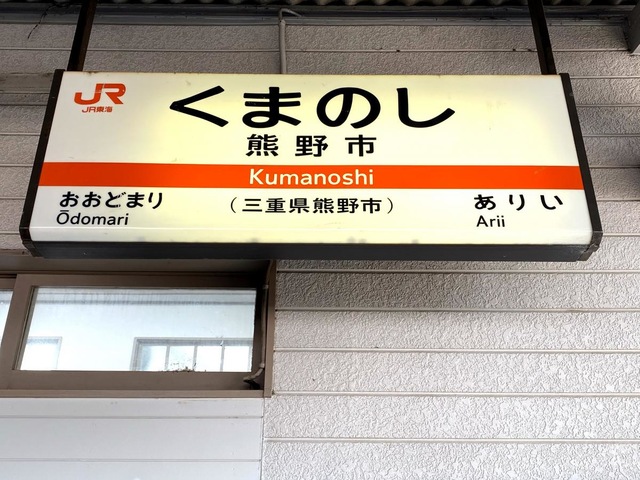 JR
JR東海
くまのし
熊野市
Kumanoshi
おおどまり
Ōdomari
（三重県熊野市）
ありい
Arii